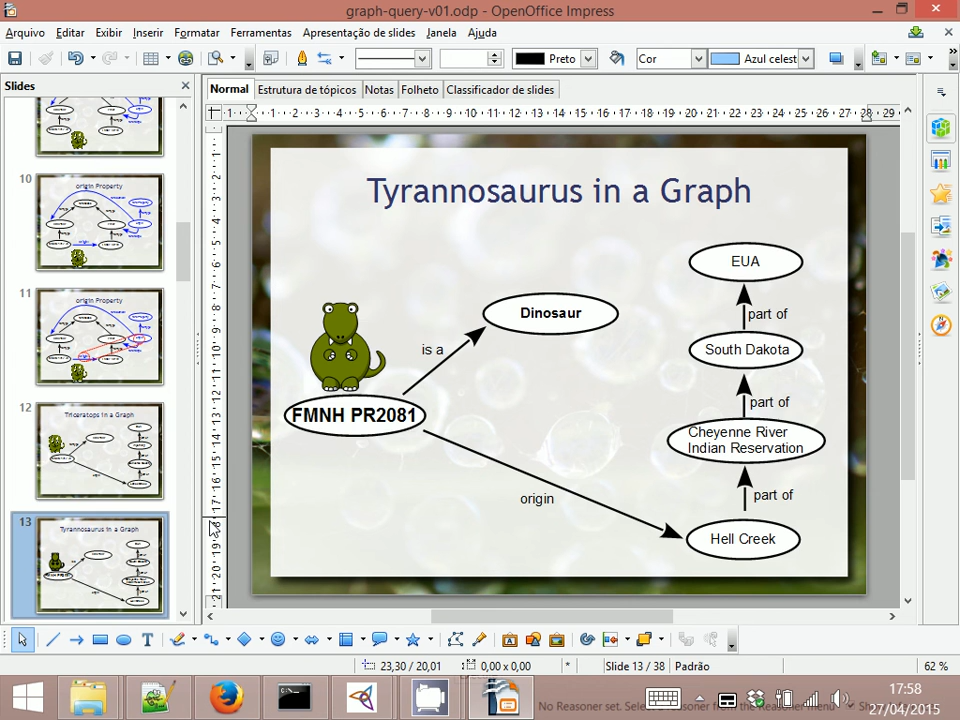 graph-query-v01.odp - OpenOffice Impress
Arquivo Editar Exibir Inserir Formatar Ferramentas Apresentação de slides Janela Ajuda
Preto Cor Azul celest
Slides
Normal Estrutura de tópicos Notas Folheto Classificador de slides
10
origin Property
11
origin Property
12
Triceratops in a Graph
13
Tyrannosaurus in a Graph
Tyrannosaurus in a Graph
EUA
part of
Dinosaur
is a
South Dakota
part of
FMNH PR2081
Cheyenne River
Indian Reservation
part of
origin
Hell Creek
23,30 / 20,01 0,00 x 0,00 * Slide 13 / 38 Padrão 62 %
17:58
27/04/2015